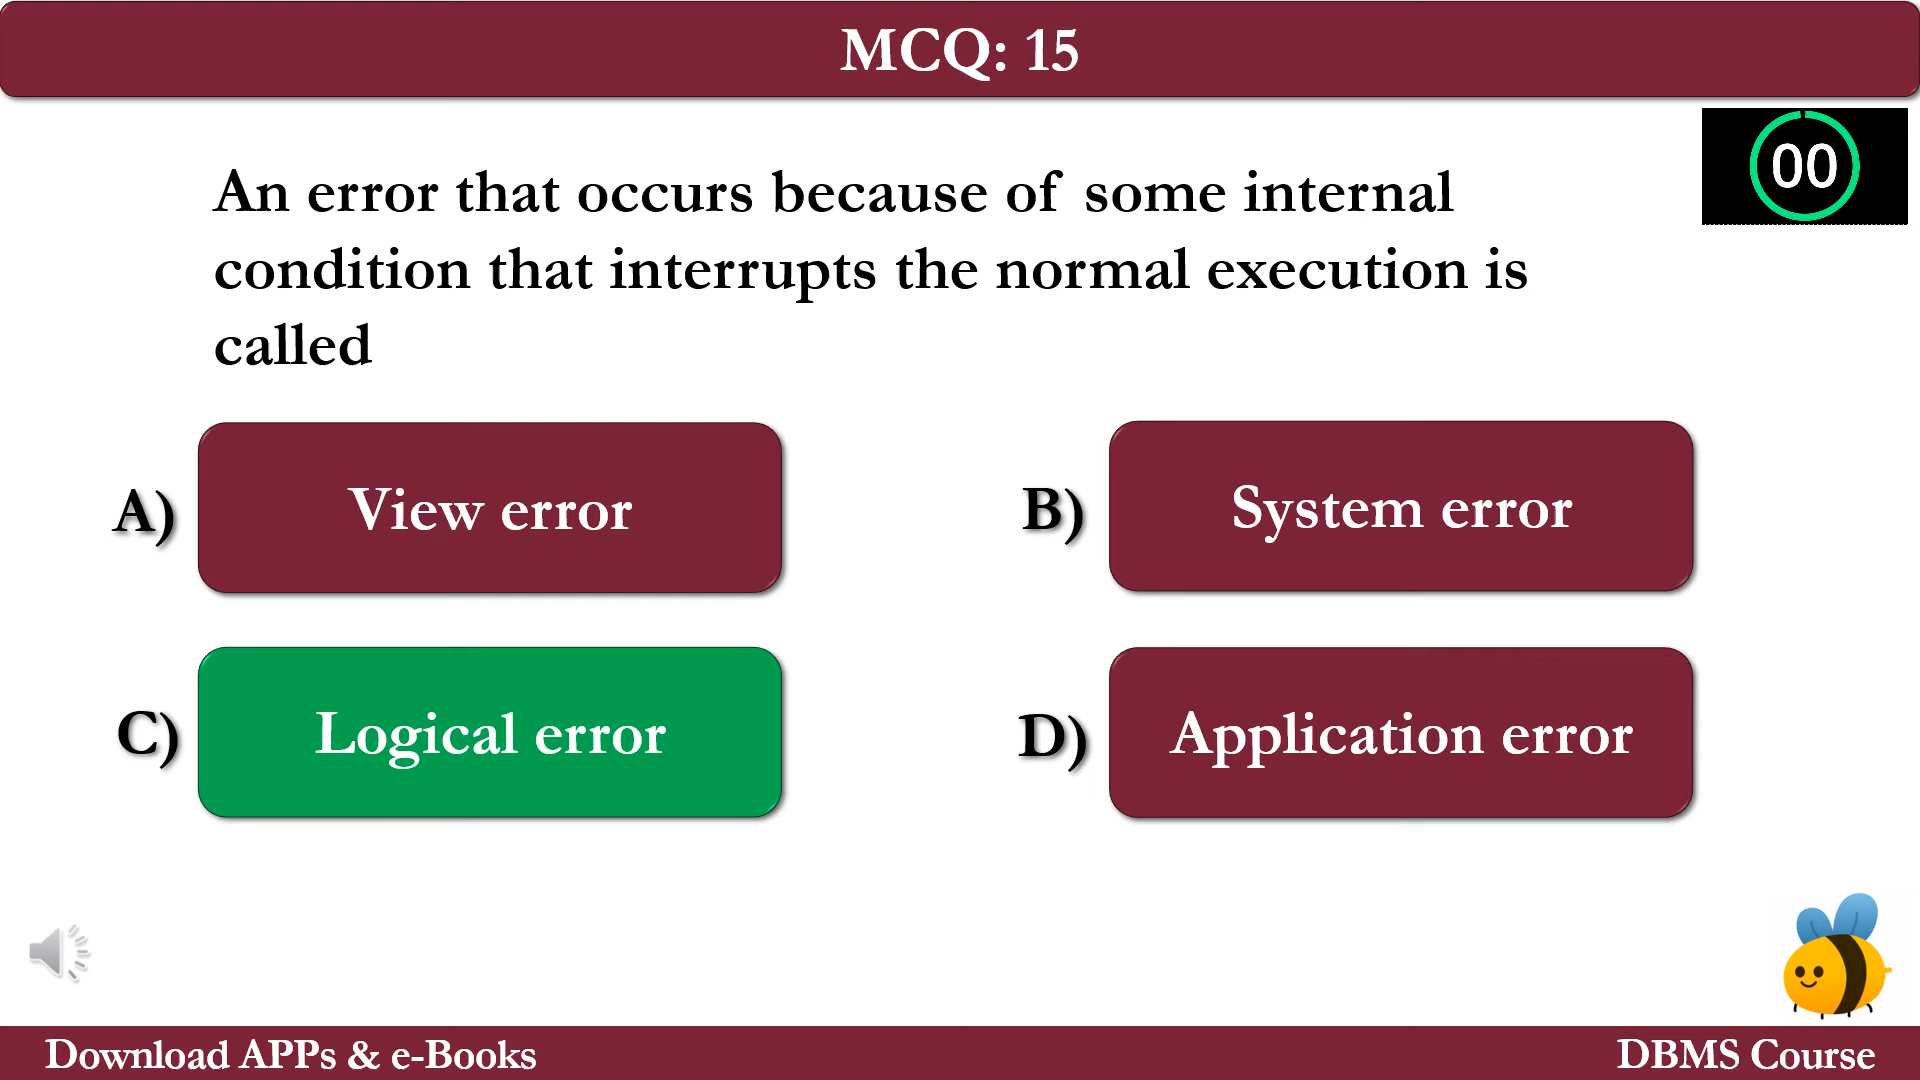 MCQ: 15
00
An error that occurs because of some internal
condition that interrupts the normal execution is
called
A) View error
B) System error
C) Logical error
D) Application error
Download APPs & e-Books
DBMS Course